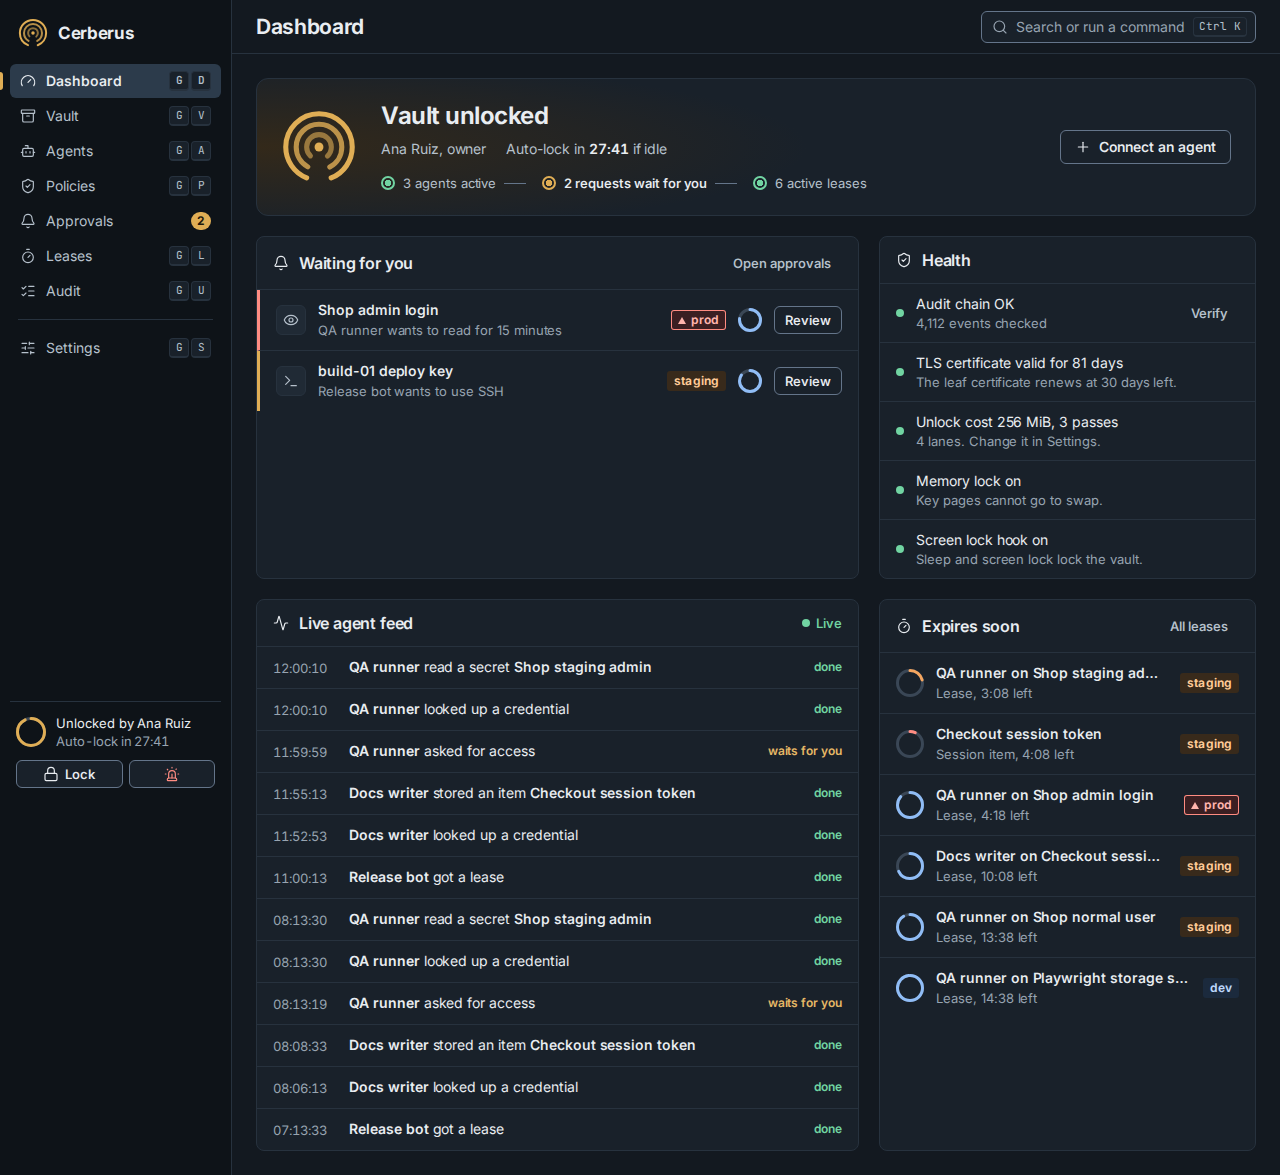 Cerberus
Dashboard G D
Vault G V
Agents G A
Policies G P
Approvals 2
Leases G L
Audit G U
Settings G S
Unlocked by Ana Ruiz
Auto-lock in 27:41
Lock
Dashboard
Search or run a command Ctrl K
Vault unlocked
Ana Ruiz, owner Auto-lock in 27:41 if idle
3 agents active 2 requests wait for you 6 active leases
Connect an agent
Waiting for you Open approvals
Shop admin login
QA runner wants to read for 15 minutes
prod Review
build-01 deploy key
Release bot wants to use SSH
staging Review
Health
Audit chain OK
4,112 events checked
Verify
TLS certificate valid for 81 days
The leaf certificate renews at 30 days left.
Unlock cost 256 MiB, 3 passes
4 lanes. Change it in Settings.
Memory lock on
Key pages cannot go to swap.
Screen lock hook on
Sleep and screen lock lock the vault.
Live agent feed Live
12:00:10 QA runner read a secret Shop staging admin done
12:00:10 QA runner looked up a credential done
11:59:59 QA runner asked for access waits for you
11:55:13 Docs writer stored an item Checkout session token done
11:52:53 Docs writer looked up a credential done
11:00:13 Release bot got a lease done
08:13:30 QA runner read a secret Shop staging admin done
08:13:30 QA runner looked up a credential done
08:13:19 QA runner asked for access waits for you
08:08:33 Docs writer stored an item Checkout session token done
08:06:13 Docs writer looked up a credential done
07:13:33 Release bot got a lease done
Expires soon All leases
QA runner on Shop staging ad...
Lease, 3:08 left
staging
Checkout session token
Session item, 4:08 left
staging
QA runner on Shop admin login
Lease, 4:18 left
prod
Docs writer on Checkout sessi...
Lease, 10:08 left
staging
QA runner on Shop normal user
Lease, 13:38 left
staging
QA runner on Playwright storage s...
Lease, 14:38 left
dev